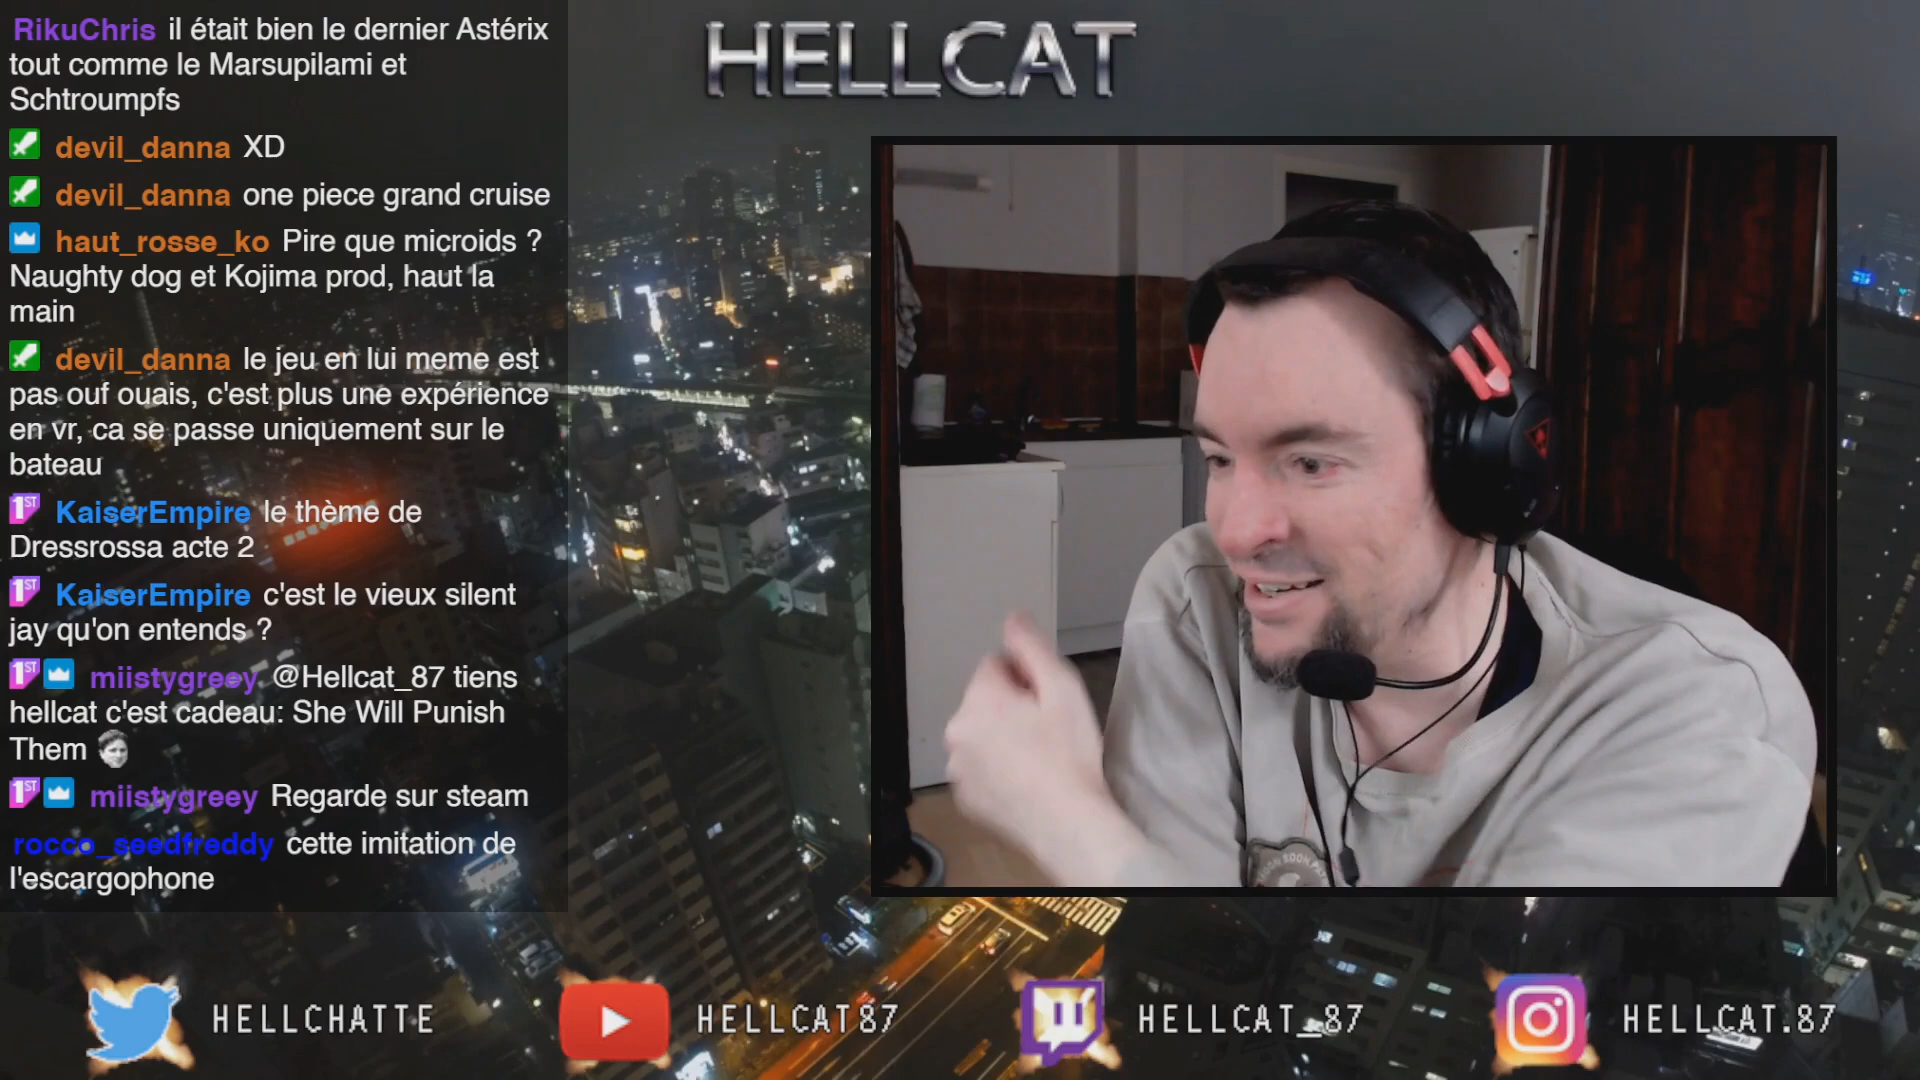 RikuChris il était bien le dernier Astérix
tout comme le Marsupilami et
Schtroumpfs
devil_danna XD
devil_danna one piece grand cruise
haut_rosse_ko Pire que microids ?
Naughty dog et Kojima prod, haut la
main
devil_danna le jeu en lui meme est
pas ouf ouais, c'est plus une expérience
en vr, ca se passe uniquement sur le
bateau
1ST KaiserEmpire le thème de
Dressrossa acte 2
1ST KaiserEmpire c'est le vieux silent
jay qu'on entends ?
1ST miistygreey @Hellcat_87 tiens
hellcat c'est cadeau: She Will Punish
Them
1ST miistygreey Regarde sur steam
rocco_seedfreddy cette imitation de
l'escargophone
HELLCAT
HELLCHATTE
HELLCAT87
HELLCAT_87
HELLCAT.87